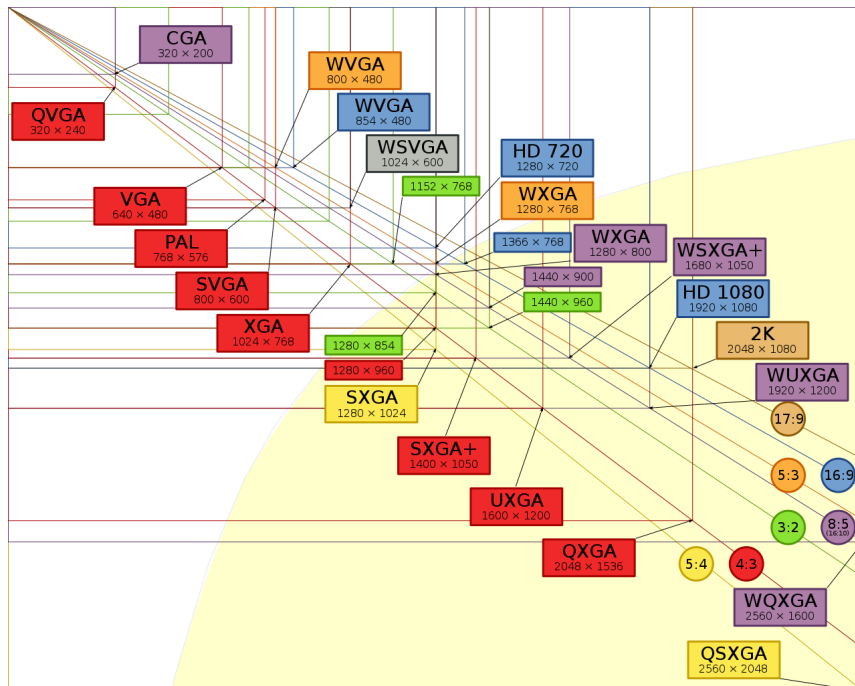 CGA
320 × 200
WVGA
800 × 480
QVGA
320 × 240
WVGA
854 × 480
WSVGA
1024 × 600
HD 720
1280 × 720
1152 × 768
VGA
640 × 480
WXGA
1280 × 768
PAL
768 × 576
1366 × 768
WXGA
1280 × 800
WSXGA+
1680 × 1050
SVGA
800 × 600
1440 × 900
HD 1080
1920 × 1080
XGA
1024 × 768
1440 × 960
1280 × 854
2K
2048 × 1080
1280 × 960
WUXGA
1920 × 1200
SXGA
1280 × 1024
17:9
SXGA+
1400 × 1050
5:3
16:9
UXGA
1600 × 1200
3:2
8:5
(16:10)
QXGA
2048 × 1536
5:4
4:3
WQXGA
2560 × 1600
QSXGA
2560 × 2048